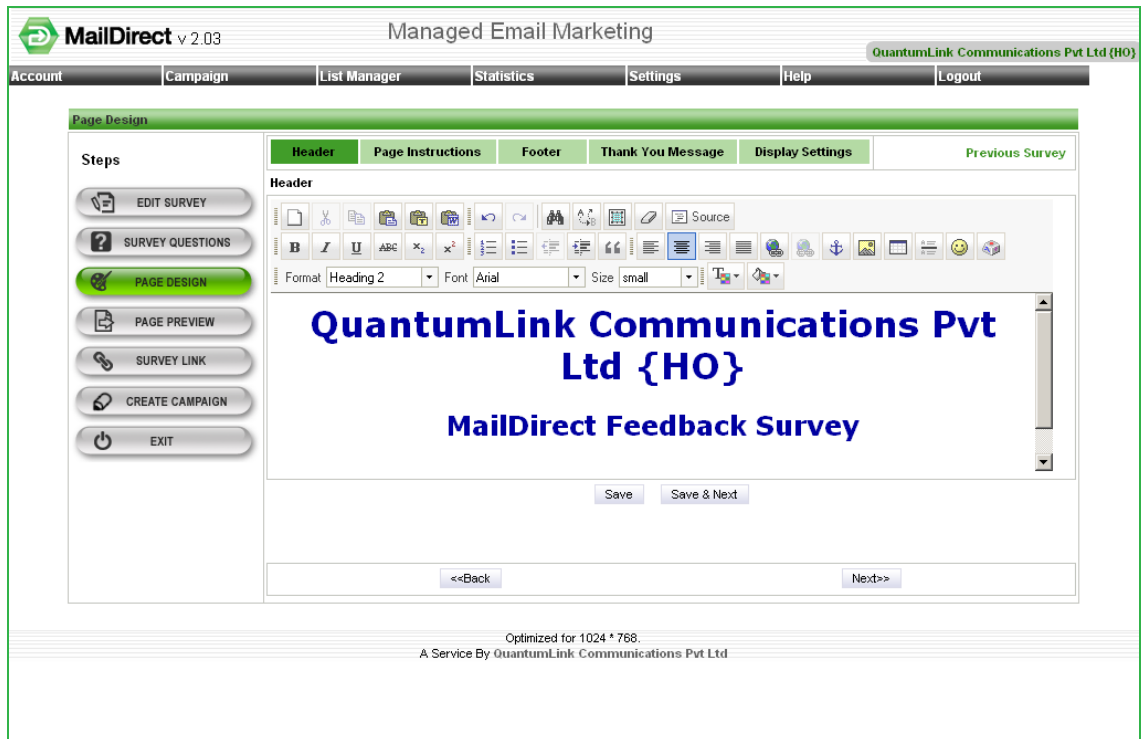 MailDirect v 2.03
Managed Email Marketing
QuantumLink Communications Pvt Ltd {HO}
Account Campaign List Manager Statistics Settings Help Logout
Page Design
Steps
EDIT SURVEY
SURVEY QUESTIONS
PAGE DESIGN
PAGE PREVIEW
SURVEY LINK
CREATE CAMPAIGN
EXIT
Header Page Instructions Footer Thank You Message Display Settings Previous Survey
Header
Source
B I U ABC x₂ x²
Format Heading 2 Font Arial Size small
QuantumLink Communications Pvt
Ltd {HO}
MailDirect Feedback Survey
Save Save & Next
<<Back Next>>
Optimized for 1024 * 768.
A Service By QuantumLink Communications Pvt Ltd